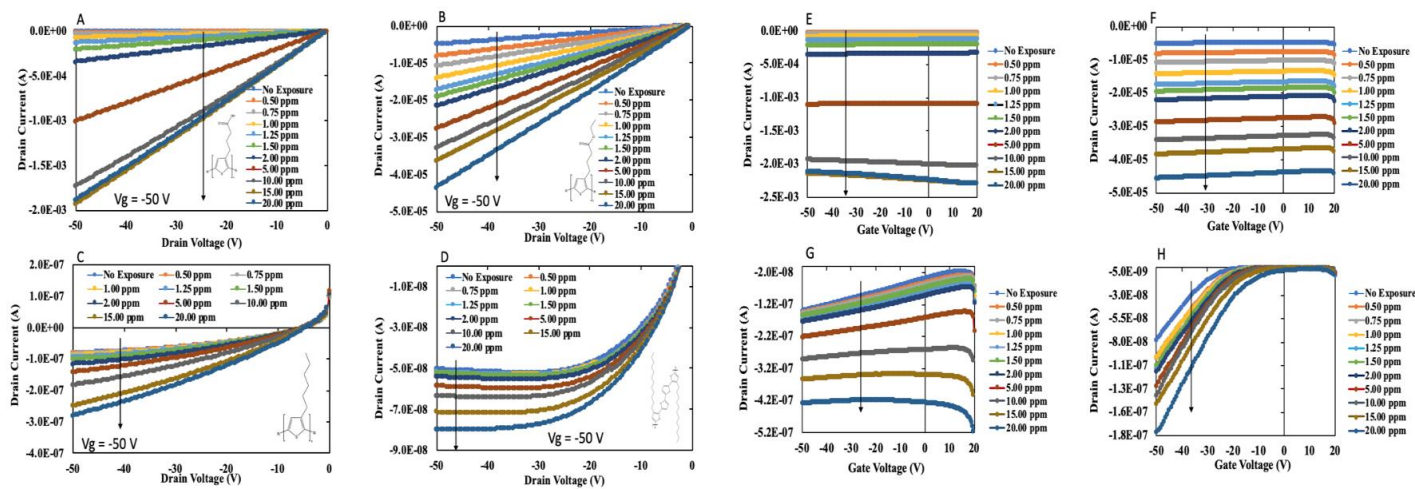 A
Drain Current (A)
0.0E+00
-5.0E-04
-1.0E-03
-1.5E-03
-2.0E-03
No Exposure
0.50 ppm
0.75 ppm
1.00 ppm
1.25 ppm
1.50 ppm
2.00 ppm
5.00 ppm
10.00 ppm
15.00 ppm
20.00 ppm
Vg = -50 V
-50 -40 -30 -20 -10 0
Drain Voltage (V)
B
Drain Current (A)
0.0E+00
-1.0E-05
-2.0E-05
-3.0E-05
-4.0E-05
-5.0E-05
No Exposure
0.50 ppm
0.75 ppm
1.00 ppm
1.25 ppm
1.50 ppm
2.00 ppm
5.00 ppm
10.00 ppm
15.00 ppm
20.00 ppm
Vg = -50 V
-50 -40 -30 -20 -10 0
Drain Voltage (V)
E
Drain Current (A)
0.0E+00
-5.0E-04
-1.0E-03
-1.5E-03
-2.0E-03
-2.5E-03
No Exposure
0.50 ppm
0.75 ppm
1.00 ppm
1.25 ppm
1.50 ppm
2.00 ppm
5.00 ppm
10.00 ppm
15.00 ppm
20.00 ppm
-50 -40 -30 -20 -10 0 10 20
Gate Voltage (V)
F
Drain Current (A)
0.0E+00
-1.0E-05
-2.0E-05
-3.0E-05
-4.0E-05
-5.0E-05
No Exposure
0.50 ppm
0.75 ppm
1.00 ppm
1.25 ppm
1.50 ppm
2.00 ppm
5.00 ppm
10.00 ppm
15.00 ppm
20.00 ppm
-50 -40 -30 -20 -10 0 10 20
Gate Voltage (V)
C
Drain Current (A)
2.0E-07
1.0E-07
0.0E+00
-1.0E-07
-2.0E-07
-3.0E-07
-4.0E-07
No Exposure 0.50 ppm 0.75 ppm
1.00 ppm 1.25 ppm 1.50 ppm
2.00 ppm 5.00 ppm 10.00 ppm
15.00 ppm 20.00 ppm
Vg = -50 V
-50 -40 -30 -20 -10 0
Drain Voltage (V)
D
Drain Current (A)
-1.0E-08
-3.0E-08
-5.0E-08
-7.0E-08
-9.0E-08
No Exposure 0.50 ppm
0.75 ppm 1.00 ppm
1.25 ppm 1.50 ppm
2.00 ppm 5.00 ppm
10.00 ppm 15.00 ppm
20.00 ppm
Vg = -50 V
-50 -40 -30 -20 -10 0
Drain Voltage (V)
G
Drain Current (A)
-2.0E-08
-1.2E-07
-2.2E-07
-3.2E-07
-4.2E-07
-5.2E-07
No Exposure
0.50 ppm
0.75 ppm
1.00 ppm
1.25 ppm
1.50 ppm
2.00 ppm
5.00 ppm
10.00 ppm
15.00 ppm
20.00 ppm
-50 -40 -30 -20 -10 0 10 20
Gate Voltage (V)
H
Drain Current (A)
-5.0E-09
-3.0E-08
-5.5E-08
-8.0E-08
-1.1E-07
-1.3E-07
-1.6E-07
-1.8E-07
No Exposure
0.50 ppm
0.75 ppm
1.00 ppm
1.25 ppm
1.50 ppm
2.00 ppm
5.00 ppm
10.00 ppm
15.00 ppm
20.00 ppm
-50 -40 -30 -20 -10 0 10 20
Gate Voltage (V)